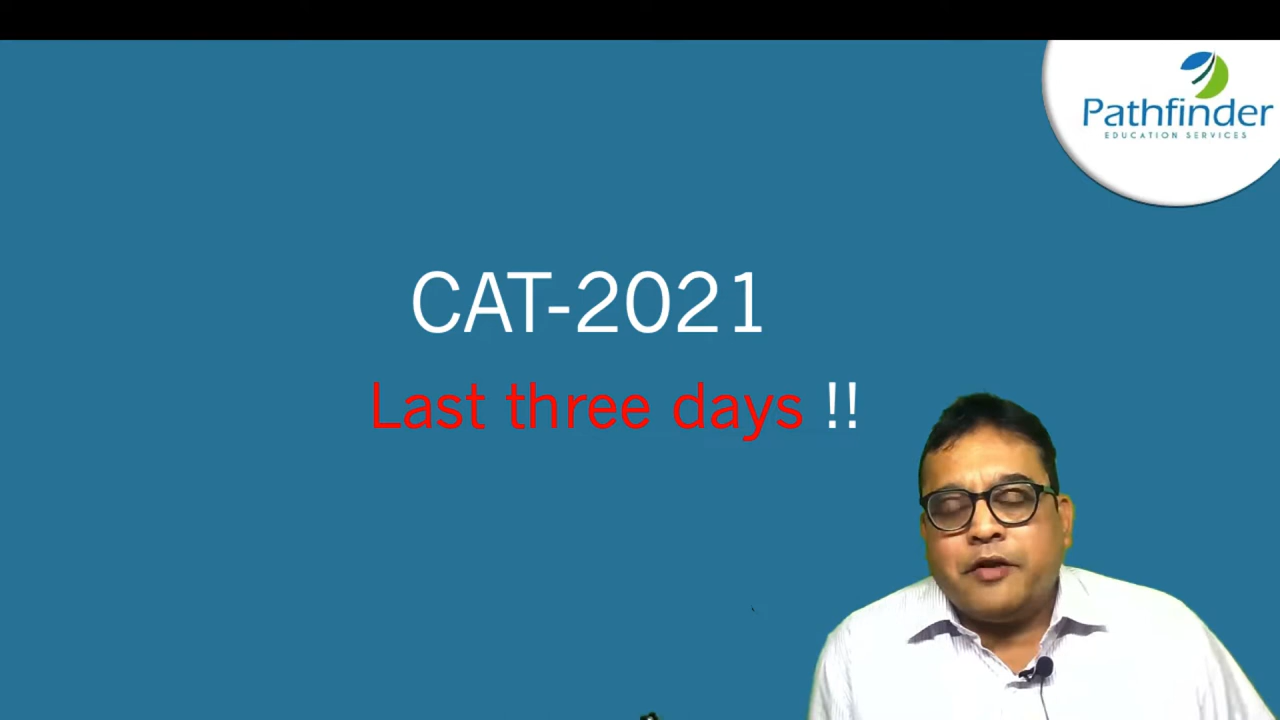 Pathfinder
EDUCATION SERVICES
CAT-2021
Last three days !!